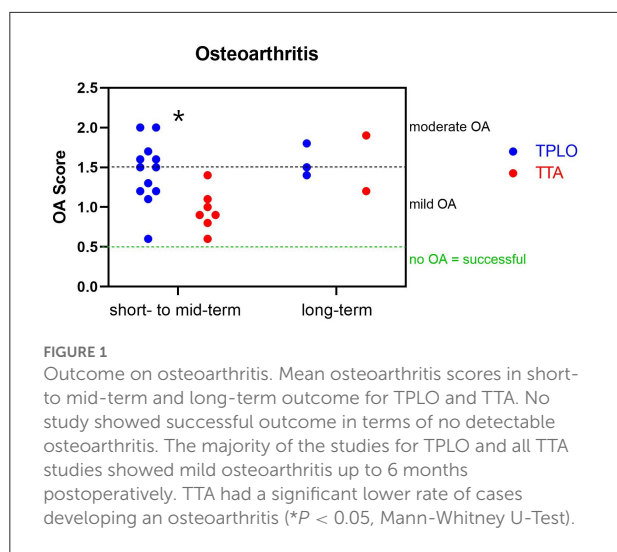 Osteoarthritis
2.5
2.0
1.5
1.0
0.5
0.0
OA Score
*
moderate OA
mild OA
no OA = successful
TPLO
TTA
short- to mid-term
long-term
FIGURE 1
Outcome on osteoarthritis. Mean osteoarthritis scores in short-
to mid-term and long-term outcome for TPLO and TTA. No
study showed successful outcome in terms of no detectable
osteoarthritis. The majority of the studies for TPLO and all TTA
studies showed mild osteoarthritis up to 6 months
postoperatively. TTA had a significant lower rate of cases
developing an osteoarthritis (*P < 0.05, Mann-Whitney U-Test).